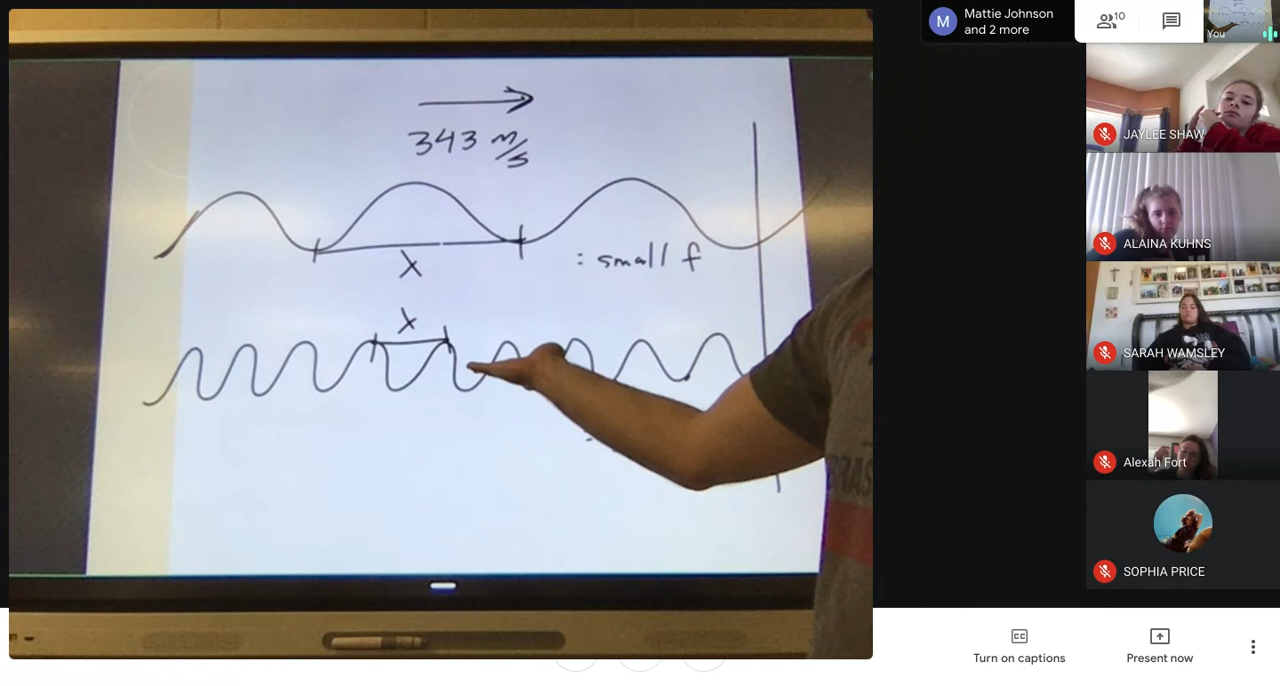 Mattie Johnson
and 2 more
M
10
You
343 m/s
X
: small f
X
JAYLEE SHAW
ALAINA KUHNS
SARAH WAMSLEY
Alexah Fort
SOPHIA PRICE
CC
Turn on captions
Present now